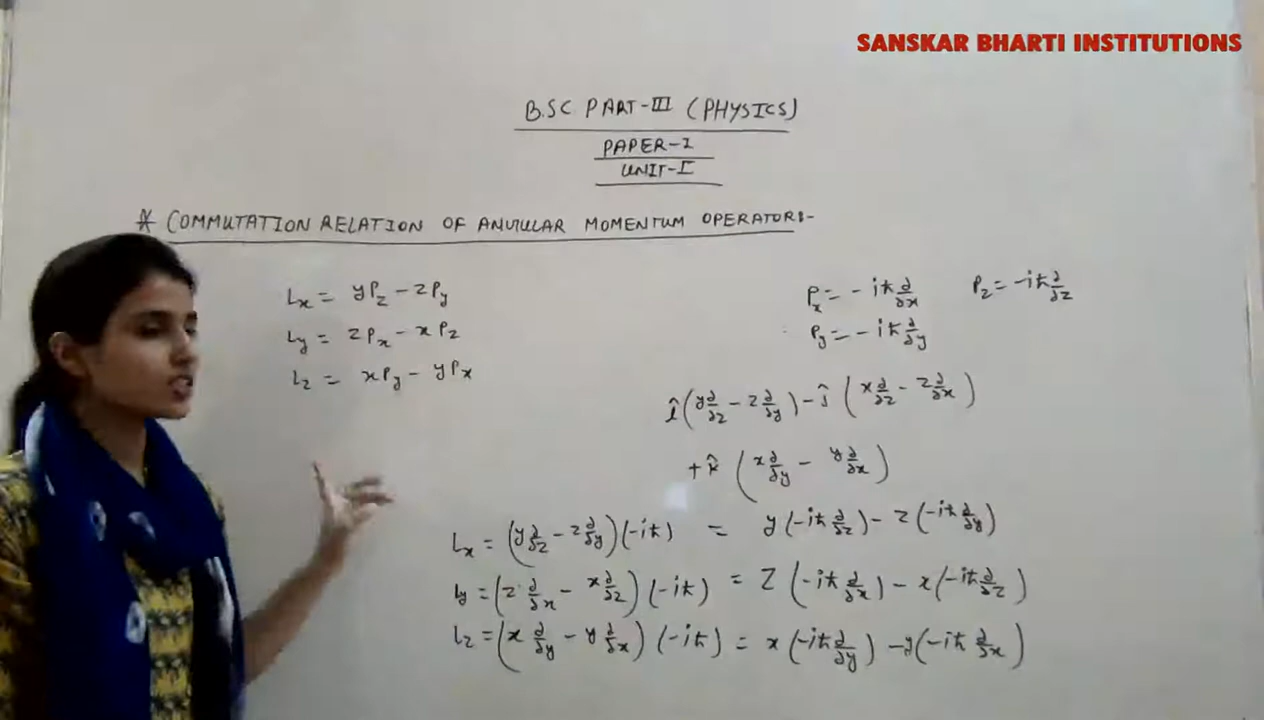 SANSKAR BHARTI INSTITUTIONS
B.SC PART-III (PHYSICS)
PAPER-I
UNIT-I
* COMMUTATION RELATION OF ANGULAR MOMENTUM OPERATORS-
Lx = yPz - zPy
Ly = zPx - xPz
Lz = xPy - yPx
Px = -iħ ∂/∂x
Pz = -iħ ∂/∂z
Py = -iħ ∂/∂y
î (y ∂/∂z - z ∂/∂y) - ĵ (x ∂/∂z - z ∂/∂x)
+ k̂ (x ∂/∂y - y ∂/∂x)
Lx = (y ∂/∂z - z ∂/∂y) (-iħ) = y(-iħ ∂/∂z) - z(-iħ ∂/∂y)
Ly = (z ∂/∂x - x ∂/∂z) (-iħ) = z(-iħ ∂/∂x) - x(-iħ ∂/∂z)
Lz = (x ∂/∂y - y ∂/∂x) (-iħ) = x(-iħ ∂/∂y) - y(-iħ ∂/∂x)